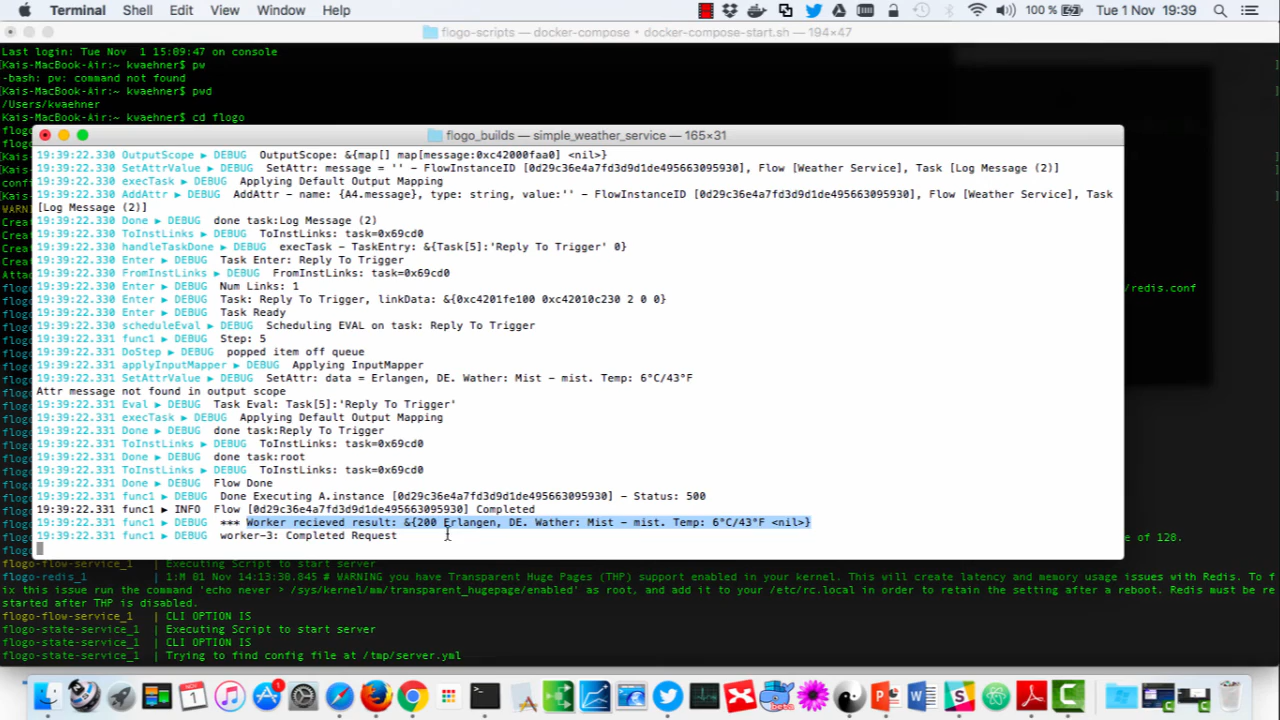 Terminal Shell Edit View Window Help 100 % Tue 1 Nov 19:39
flogo-scripts — docker-compose • docker-compose-start.sh — 194×47
Last login: Tue Nov  1 15:09:47 on console
[Kais-MacBook-Air:~ kwaehner$ pw
-bash: pw: command not found
[Kais-MacBook-Air:~ kwaehner$ pwd
/Users/kwaehner
[Kais-MacBook-Air:~ kwaehner$ cd flogo
flogo_builds — simple_weather_service — 165×31
19:39:22.330 OutputScope ▶ DEBUG  OutputScope: &{map[] map[message:0xc42000faa0] <nil>}
19:39:22.330 SetAttrValue ▶ DEBUG  SetAttr: message = '' - FlowInstanceID [0d29c36e4a7fd3d9d1de495663095930], Flow [Weather Service], Task [Log Message (2)]
19:39:22.330 execTask ▶ DEBUG  Applying Default Output Mapping
19:39:22.330 AddAttr ▶ DEBUG  AddAttr - name: {A4.message}, type: string, value:'' - FlowInstanceID [0d29c36e4a7fd3d9d1de495663095930], Flow [Weather Service], Task
[Log Message (2)]
19:39:22.330 Done ▶ DEBUG  done task:Log Message (2)
19:39:22.330 ToInstLinks ▶ DEBUG  ToInstLinks: task=0x69cd0
19:39:22.330 handleTaskDone ▶ DEBUG  execTask - TaskEntry: &{Task[5]:'Reply To Trigger' 0}
19:39:22.330 Enter ▶ DEBUG  Task Enter: Reply To Trigger
19:39:22.330 FromInstLinks ▶ DEBUG  FromInstLinks: task=0x69cd0
19:39:22.330 Enter ▶ DEBUG  Num Links: 1
19:39:22.330 Enter ▶ DEBUG  Task: Reply To Trigger, linkData: &{0xc4201fe100 0xc42010c230 2 0 0}
19:39:22.330 Enter ▶ DEBUG  Task Ready
19:39:22.330 scheduleEval ▶ DEBUG  Scheduling EVAL on task: Reply To Trigger
19:39:22.331 func1 ▶ DEBUG  Step: 5
19:39:22.331 DoStep ▶ DEBUG  popped item off queue
19:39:22.331 applyInputMapper ▶ DEBUG  Applying InputMapper
19:39:22.331 SetAttrValue ▶ DEBUG  SetAttr: data = Erlangen, DE. Wather: Mist - mist. Temp: 6°C/43°F
Attr message not found in output scope
19:39:22.331 Eval ▶ DEBUG  Task Eval: Task[5]:'Reply To Trigger'
19:39:22.331 execTask ▶ DEBUG  Applying Default Output Mapping
19:39:22.331 Done ▶ DEBUG  done task:Reply To Trigger
19:39:22.331 ToInstLinks ▶ DEBUG  ToInstLinks: task=0x69cd0
19:39:22.331 Done ▶ DEBUG  done task:root
19:39:22.331 ToInstLinks ▶ DEBUG  ToInstLinks: task=0x69cd0
19:39:22.331 Done ▶ DEBUG  Flow Done
19:39:22.331 func1 ▶ DEBUG  Done Executing A.instance [0d29c36e4a7fd3d9d1de495663095930] - Status: 500
19:39:22.331 func1 ▶ INFO  Flow [0d29c36e4a7fd3d9d1de495663095930] Completed
19:39:22.331 func1 ▶ DEBUG  *** Worker recieved result: &{200 Erlangen, DE. Wather: Mist - mist. Temp: 6°C/43°F <nil>}
19:39:22.331 func1 ▶ DEBUG  worker-3: Completed Request
/redis.conf
e of 128.
flogo-flow-service_1 | Executing Script to start server
flogo-redis_1 | 1:M 01 Nov 14:13:30.845 # WARNING you have Transparent Huge Pages (THP) support enabled in your kernel. This will create latency and memory usage issues with Redis. To f
ix this issue run the command 'echo never > /sys/kernel/mm/transparent_hugepage/enabled' as root, and add it to your /etc/rc.local in order to retain the setting after a reboot. Redis must be re
started after THP is disabled.
flogo-flow-service_1 | CLI OPTION IS
flogo-state-service_1 | Executing Script to start server
flogo-state-service_1 | CLI OPTION IS
flogo-state-service_1 | Trying to find config file at /tmp/server.yml